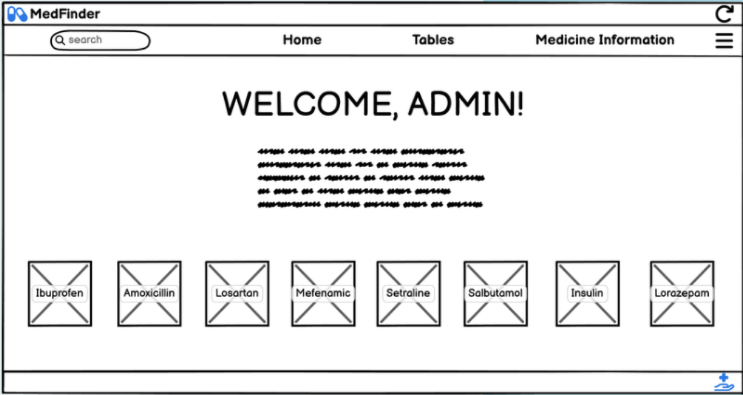 MedFinder
search
Home
Tables
Medicine Information
WELCOME, ADMIN!
Ibuprofen
Amoxicillin
Losartan
Mefenamic
Setraline
Salbutamol
Insulin
Lorazepam